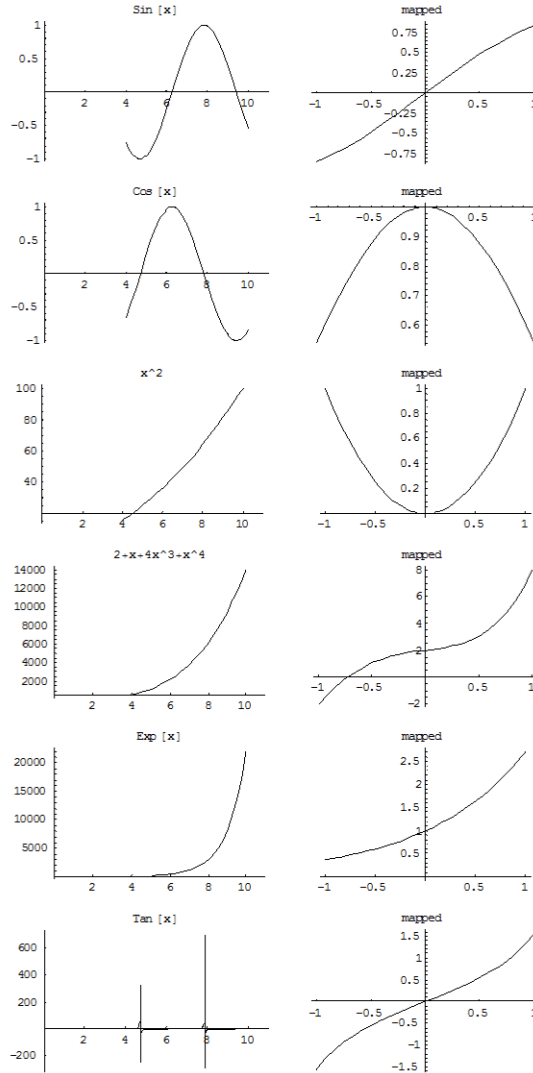 Sin [x] mapped
1 0.5 -0.5 -1 2 4 6 8 10
0.75 0.5 0.25 -0.25 -0.5 -0.75 -1 -0.5 0.5 1
Cos [x] mapped
1 0.5 -0.5 -1 2 4 6 8 10
-1 -0.5 0.5 1 0.9 0.8 0.7 0.6
x^2 mapped
100 80 60 40 2 4 6 8 10
1 0.8 0.6 0.4 0.2 -1 -0.5 0.5 1
2+x+4x^3+x^4 mapped
14000 12000 10000 8000 6000 4000 2000 2 4 6 8 10
8 6 4 2 -2 -1 -0.5 0.5 1
Exp [x] mapped
20000 15000 10000 5000 2 4 6 8 10
2.5 2 1.5 1 0.5 -1 -0.5 0.5 1
Tan [x] mapped
600 400 200 -200 2 4 6 8 10
1.5 1 0.5 -0.5 -1 -1.5 -1 -0.5 0.5 1